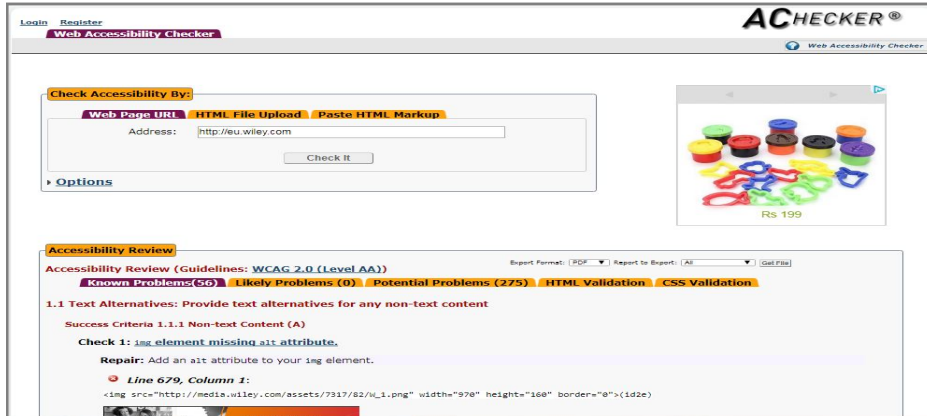 Login Register
ACHECKER ®
Web Accessibility Checker
Web Accessibility Checker
Check Accessibility By:
Web Page URL HTML File Upload Paste HTML Markup
Address: http://eu.wiley.com
Check It
Options
Rs 199
Accessibility Review
Accessibility Review (Guidelines: WCAG 2.0 (Level AA))
Export Format: PDF Report to Export: All Get File
Known Problems(56) Likely Problems (0) Potential Problems (275) HTML Validation CSS Validation
1.1 Text Alternatives: Provide text alternatives for any non-text content
Success Criteria 1.1.1 Non-text Content (A)
Check 1: img element missing alt attribute.
Repair: Add an alt attribute to your img element.
Line 679, Column 1:
<img src="http://media.wiley.com/assets/7317/82/W_1.png" width="970" height="160" border="0">(1d2e)